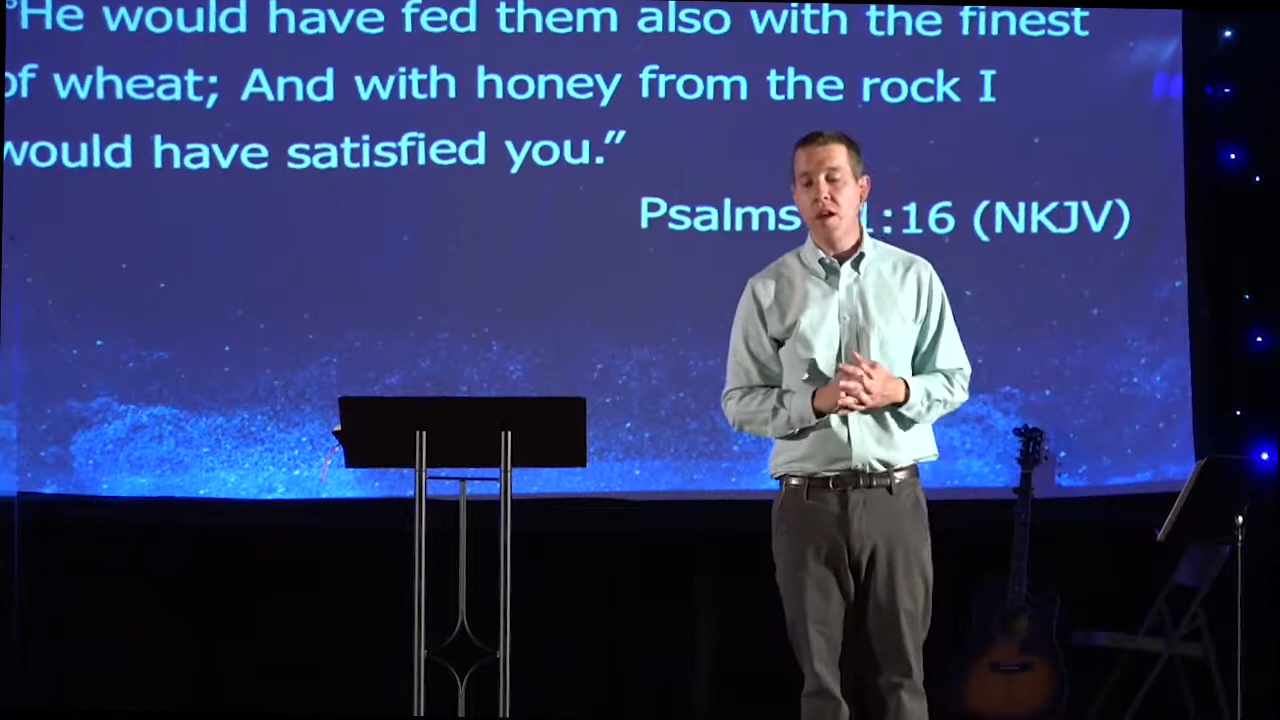 "He would have fed them also with the finest
of wheat; And with honey from the rock I
would have satisfied you."
Psalms 1:16 (NKJV)